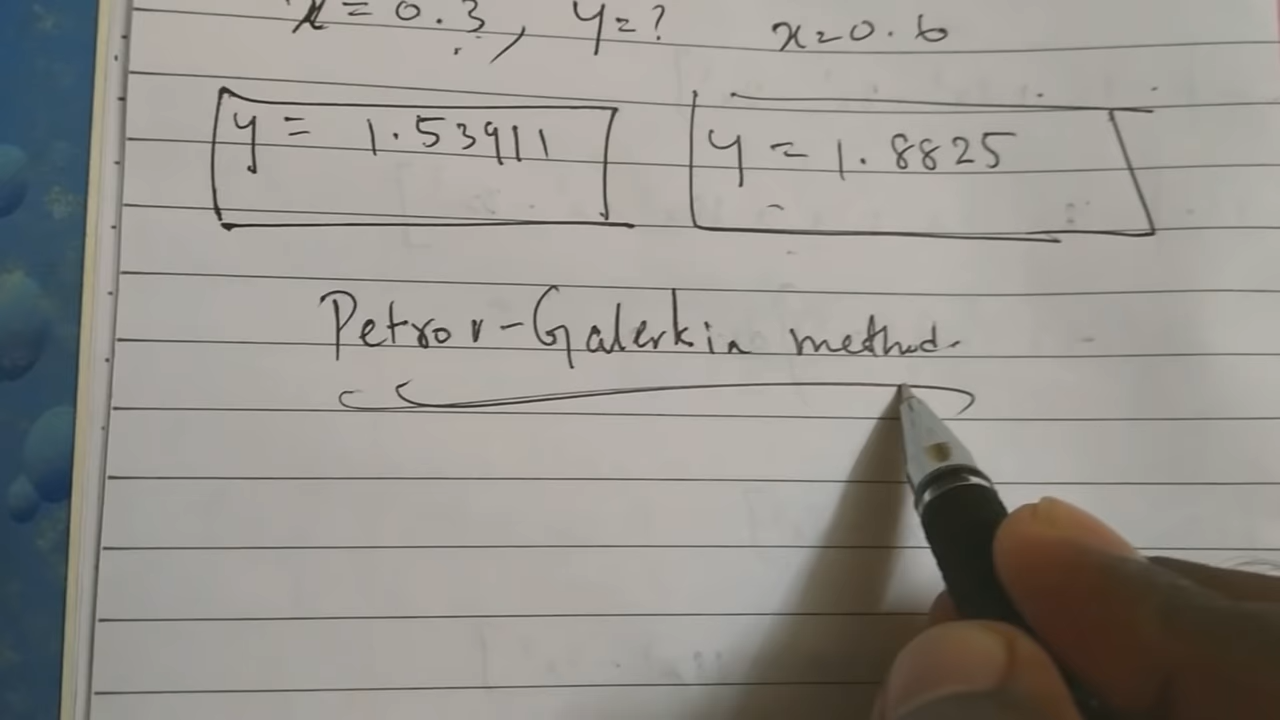 x = 0.3, y=? x=0.6
y = 1.53911 y = 1.8825
Petrov-Galerkin method.